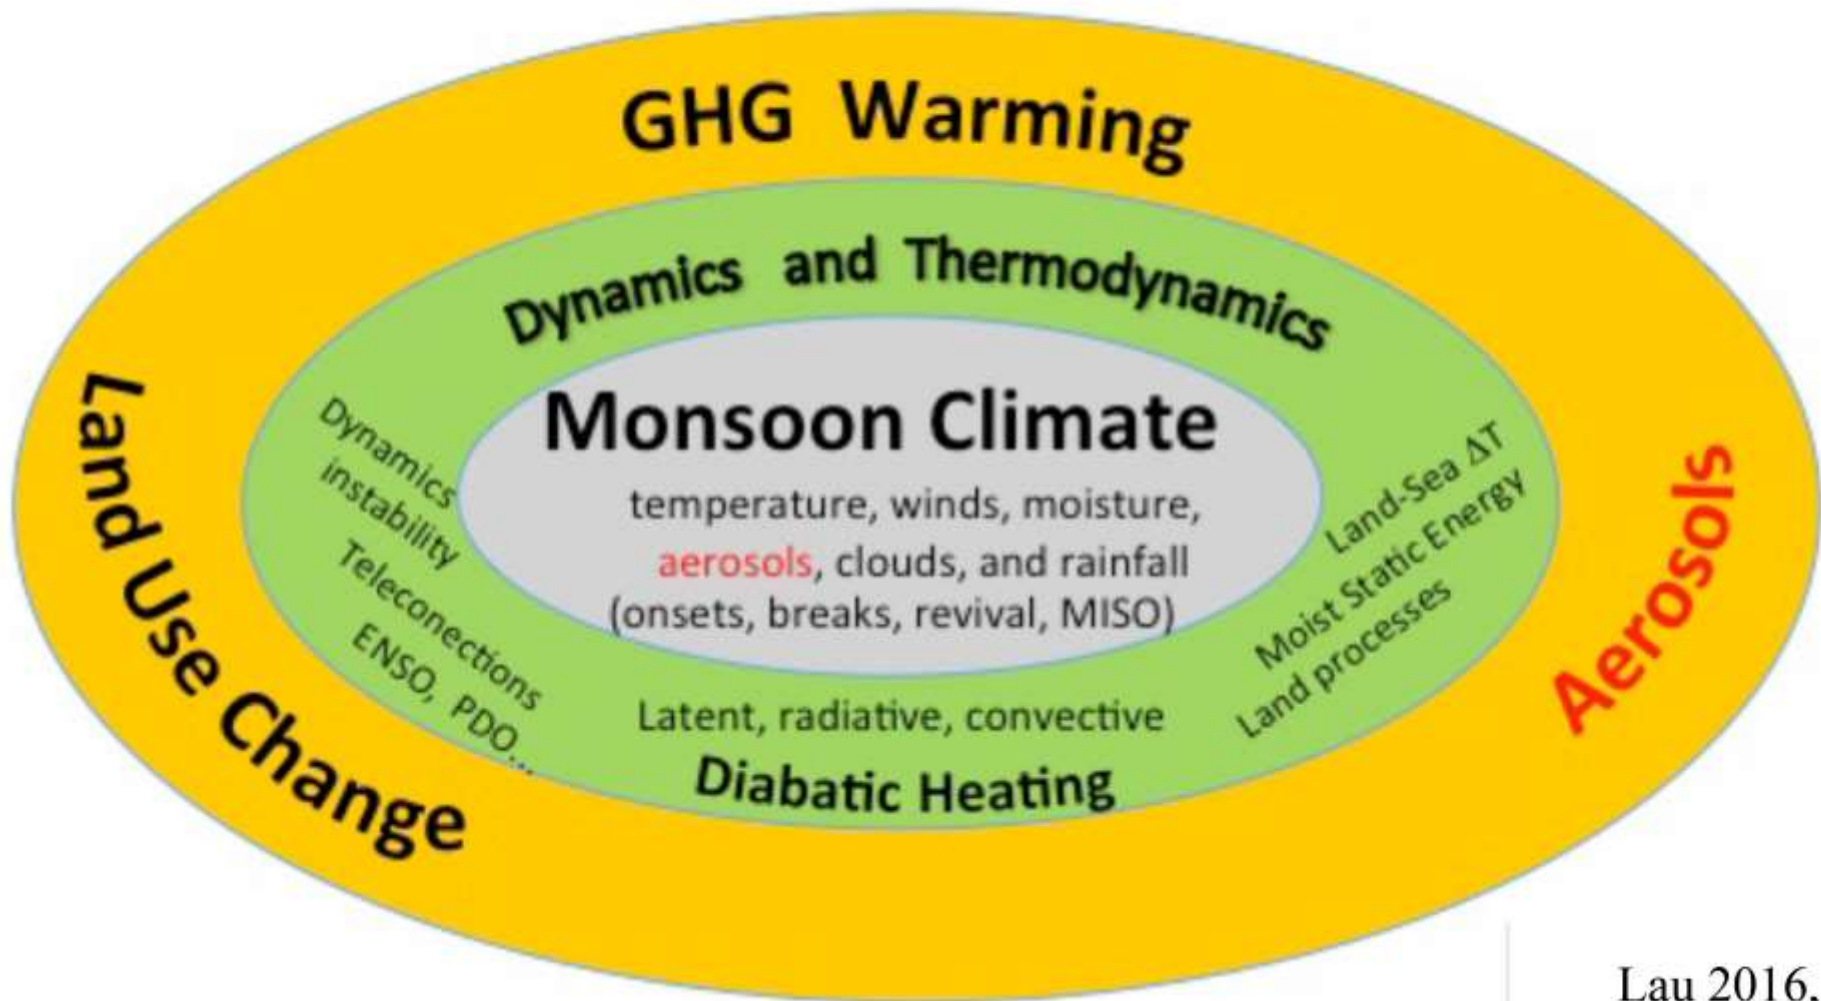 GHG Warming
Dynamics and Thermodynamics
Monsoon Climate
temperature, winds, moisture,
aerosols, clouds, and rainfall
(onsets, breaks, revival, MISO)
Dynamics
instability
Teleconections
ENSO, PDO...
Land-Sea ΔT
Moist Static Energy
Land processes
Latent, radiative, convective
Diabatic Heating
Land Use Change
Aerosols
Lau 2016,